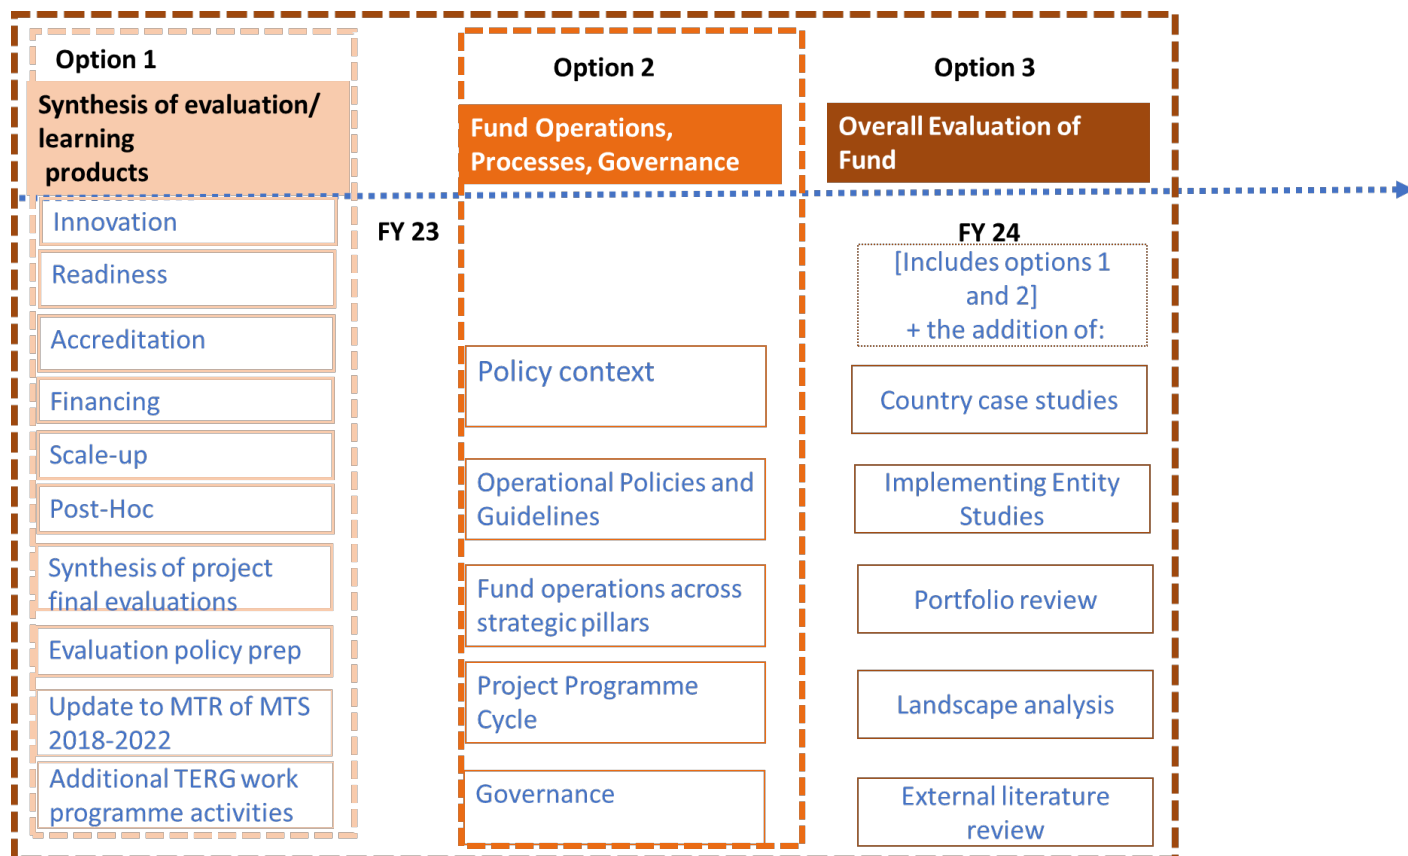 Option 1
Synthesis of evaluation/
learning
products
Innovation
Readiness
Accreditation
Financing
Scale-up
Post-Hoc
Synthesis of project
final evaluations
Evaluation policy prep
Update to MTR of MTS
2018-2022
Additional TERG work
programme activities
FY 23
Option 2
Fund Operations,
Processes, Governance
Policy context
Operational Policies and
Guidelines
Fund operations across
strategic pillars
Project Programme
Cycle
Governance
Option 3
Overall Evaluation of
Fund
FY 24
[Includes options 1
and 2]
+ the addition of:
Country case studies
Implementing Entity
Studies
Portfolio review
Landscape analysis
External literature
review